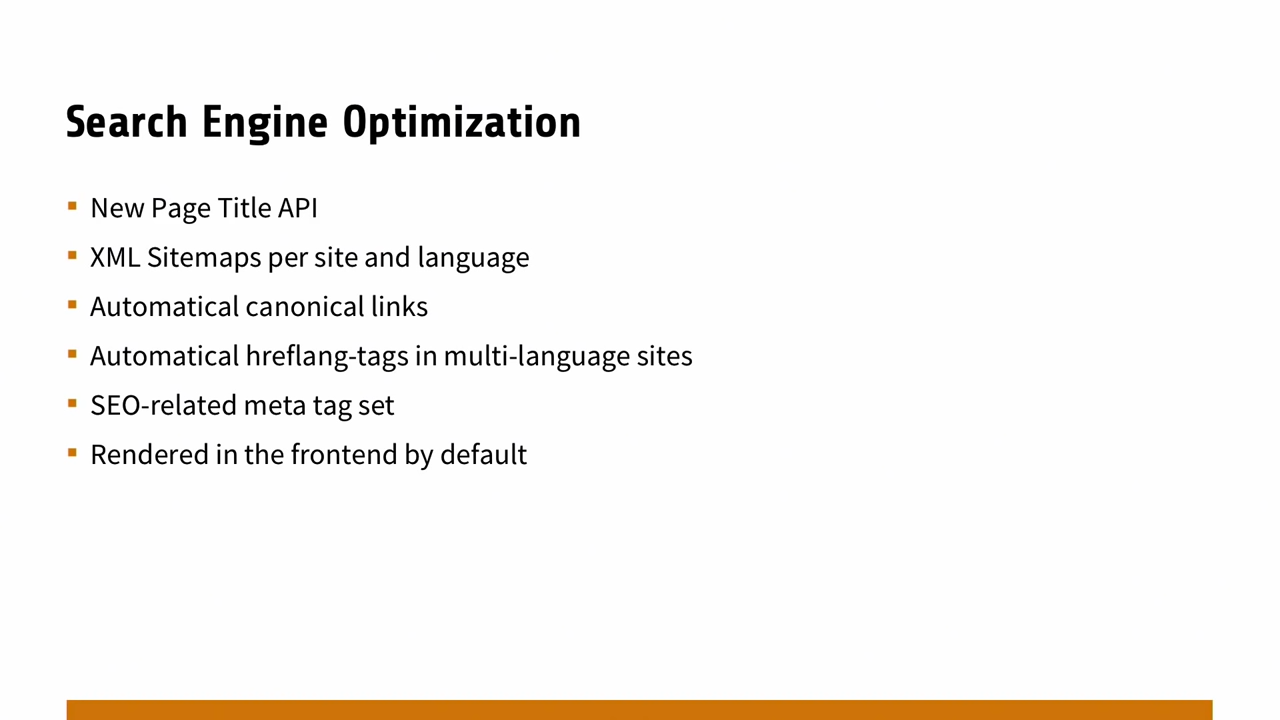 Search Engine Optimization
New Page Title API
XML Sitemaps per site and language
Automatical canonical links
Automatical hreflang-tags in multi-language sites
SEO-related meta tag set
Rendered in the frontend by default